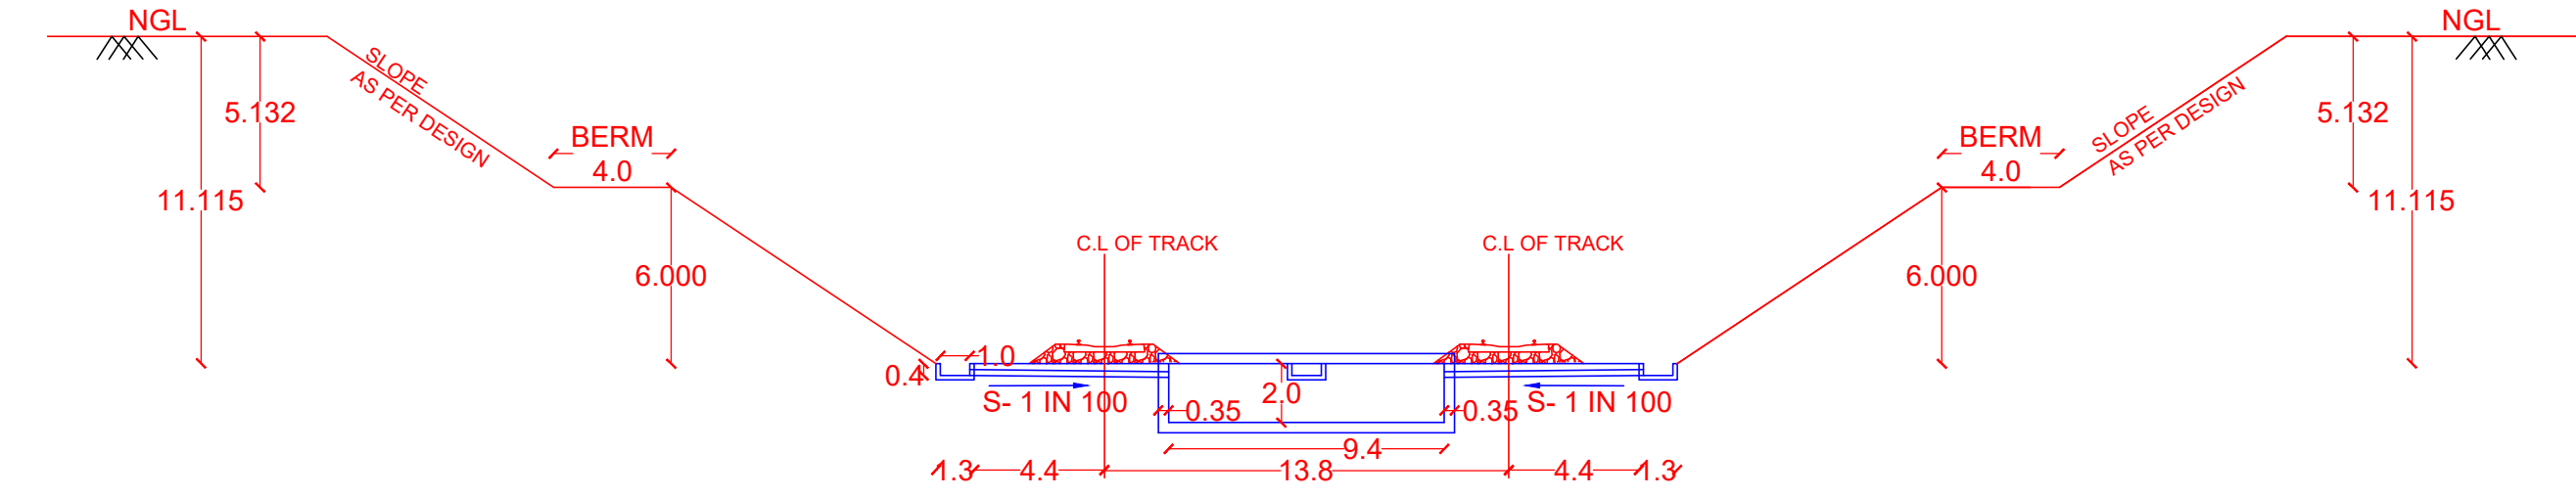 NGL
NGL
SLOPE
AS PER DESIGN
SLOPE
AS PER DESIGN
5.132
5.132
BERM
4.0
BERM
4.0
11.115
11.115
C.L OF TRACK
C.L OF TRACK
6.000
6.000
1.0
0.4
2.0
S- 1 IN 100
0.35
0.35
S- 1 IN 100
9.4
1.3
4.4
13.8
4.4
1.3